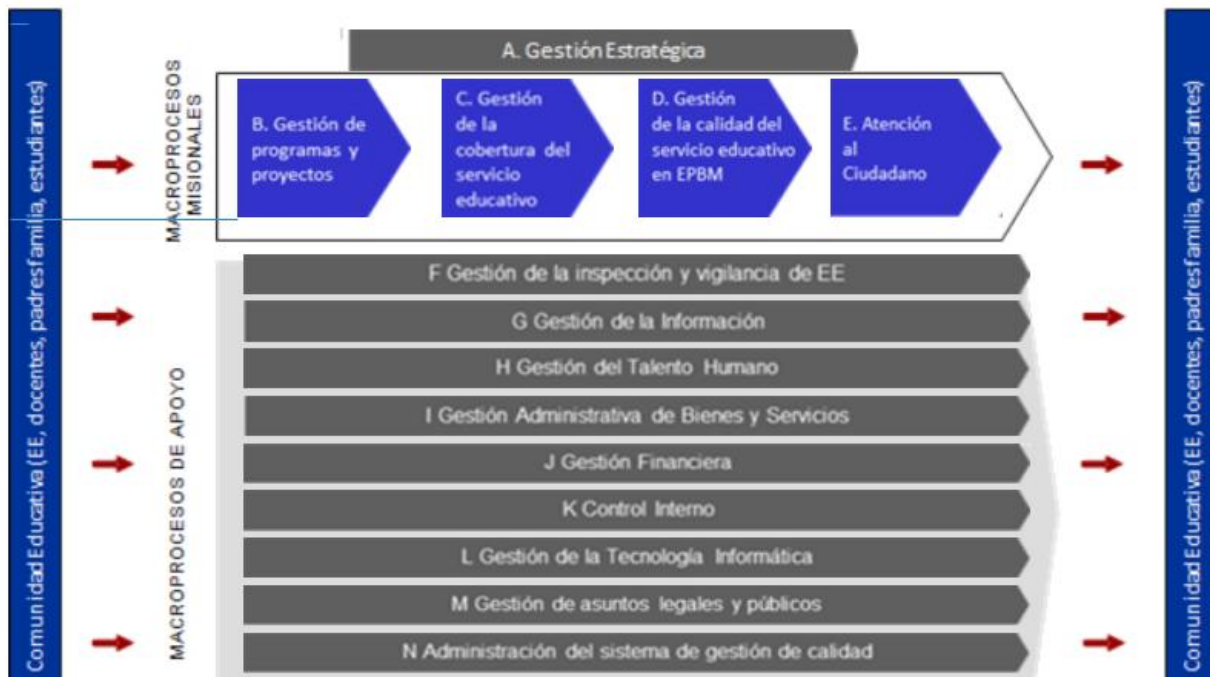 Comunidad Educativa (EE, docentes, padresfamilia, estudiantes)
A. Gestión Estratégica
MACROPROCESOS
MISIONALES
B. Gestión de
programas y
proyectos
C. Gestión
de la
cobertura del
servicio
educativo
D. Gestión
de la calidad del
servicio educativo
en EPBM
E. Atención
al
Ciudadano
MACROPROCESOS DE APOYO
F Gestión de la inspección y vigilancia de EE
G Gestión de la Información
H Gestión del Talento Humano
I Gestión Administrativa de Bienes y Servicios
J Gestión Financiera
K Control Interno
L Gestión de la Tecnología Informática
M Gestión de asuntos legales y públicos
N Administración del sistema de gestión de calidad
Comunidad Educativa (EE, docentes, padresfamilia, estudiantes)